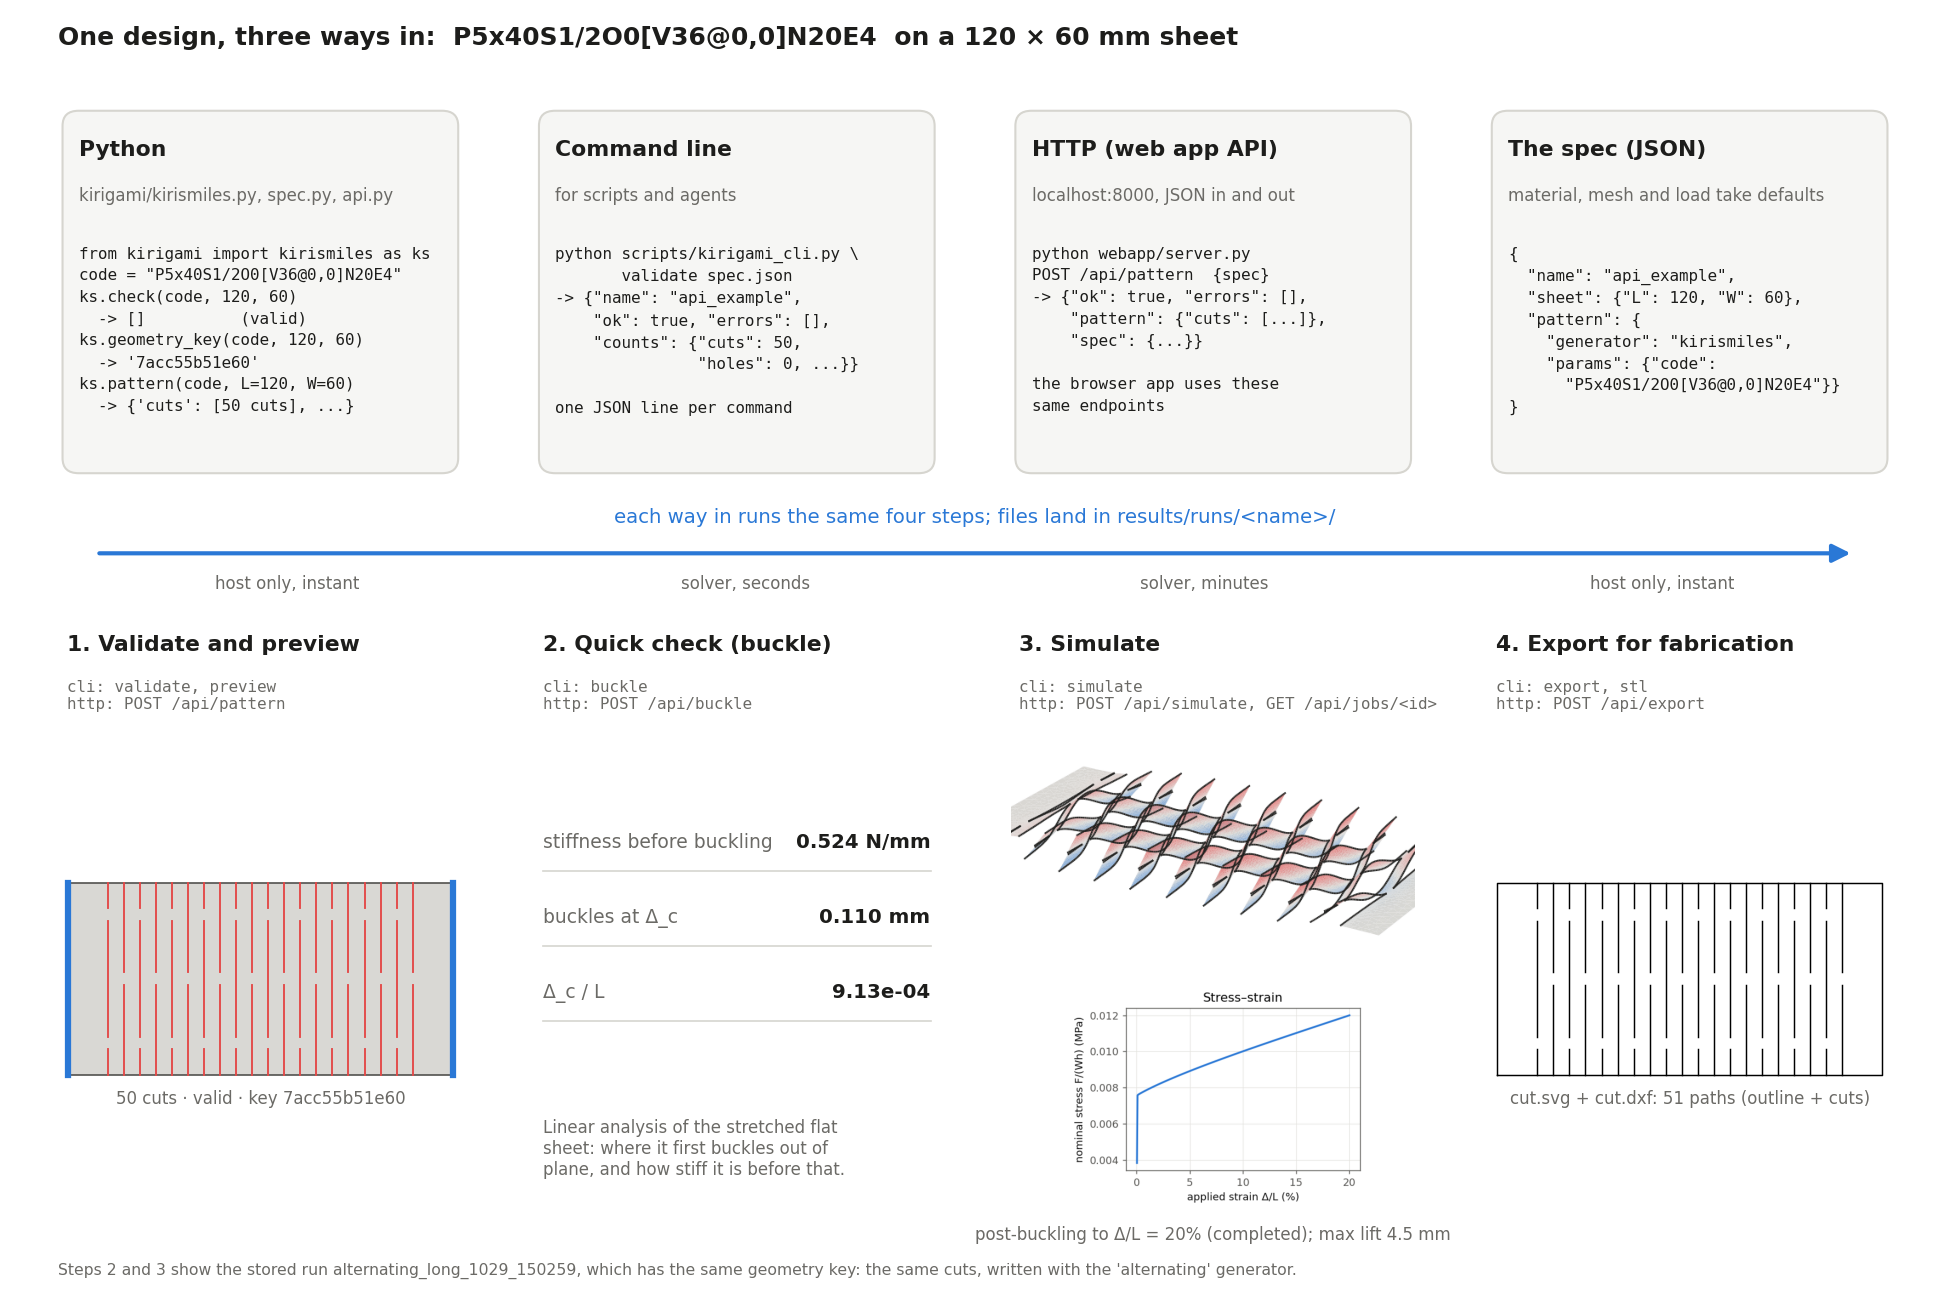 One design, three ways in:  P5x40S1/2O0[V36@0,0]N20E4  on a 120 × 60 mm sheet
Python
kirigami/kirismiles.py, spec.py, api.py
from kirigami import kirismiles as ks
code = "P5x40S1/2O0[V36@0,0]N20E4"
ks.check(code, 120, 60)
  -> []          (valid)
ks.geometry_key(code, 120, 60)
  -> '7acc55b51e60'
ks.pattern(code, L=120, W=60)
  -> {'cuts': [50 cuts], ...}
Command line
for scripts and agents
python scripts/kirigami_cli.py \
       validate spec.json
-> {"name": "api_example",
    "ok": true, "errors": [],
    "counts": {"cuts": 50,
               "holes": 0, ...}}
one JSON line per command
HTTP (web app API)
localhost:8000, JSON in and out
python webapp/server.py
POST /api/pattern  {spec}
-> {"ok": true, "errors": [],
    "pattern": {"cuts": [...]},
    "spec": {...}}
the browser app uses these
same endpoints
The spec (JSON)
material, mesh and load take defaults
{
  "name": "api_example",
  "sheet": {"L": 120, "W": 60},
  "pattern": {
    "generator": "kirismiles",
    "params": {"code":
      "P5x40S1/2O0[V36@0,0]N20E4"}}
}
each way in runs the same four steps; files land in results/runs/<name>/
host only, instant
solver, seconds
solver, minutes
host only, instant
1. Validate and preview
cli: validate, preview
http: POST /api/pattern
50 cuts · valid · key 7acc55b51e60
2. Quick check (buckle)
cli: buckle
http: POST /api/buckle
stiffness before buckling 0.524 N/mm
buckles at Δ_c 0.110 mm
Δ_c / L 9.13e-04
Linear analysis of the stretched flat
sheet: where it first buckles out of
plane, and how stiff it is before that.
3. Simulate
cli: simulate
http: POST /api/simulate, GET /api/jobs/<id>
Stress–strain
nominal stress F/(Wh) (MPa)
0.012
0.010
0.008
0.006
0.004
0 5 10 15 20
applied strain Δ/L (%)
post-buckling to Δ/L = 20% (completed); max lift 4.5 mm
4. Export for fabrication
cli: export, stl
http: POST /api/export
cut.svg + cut.dxf: 51 paths (outline + cuts)
Steps 2 and 3 show the stored run alternating_long_1029_150259, which has the same geometry key: the same cuts, written with the 'alternating' generator.